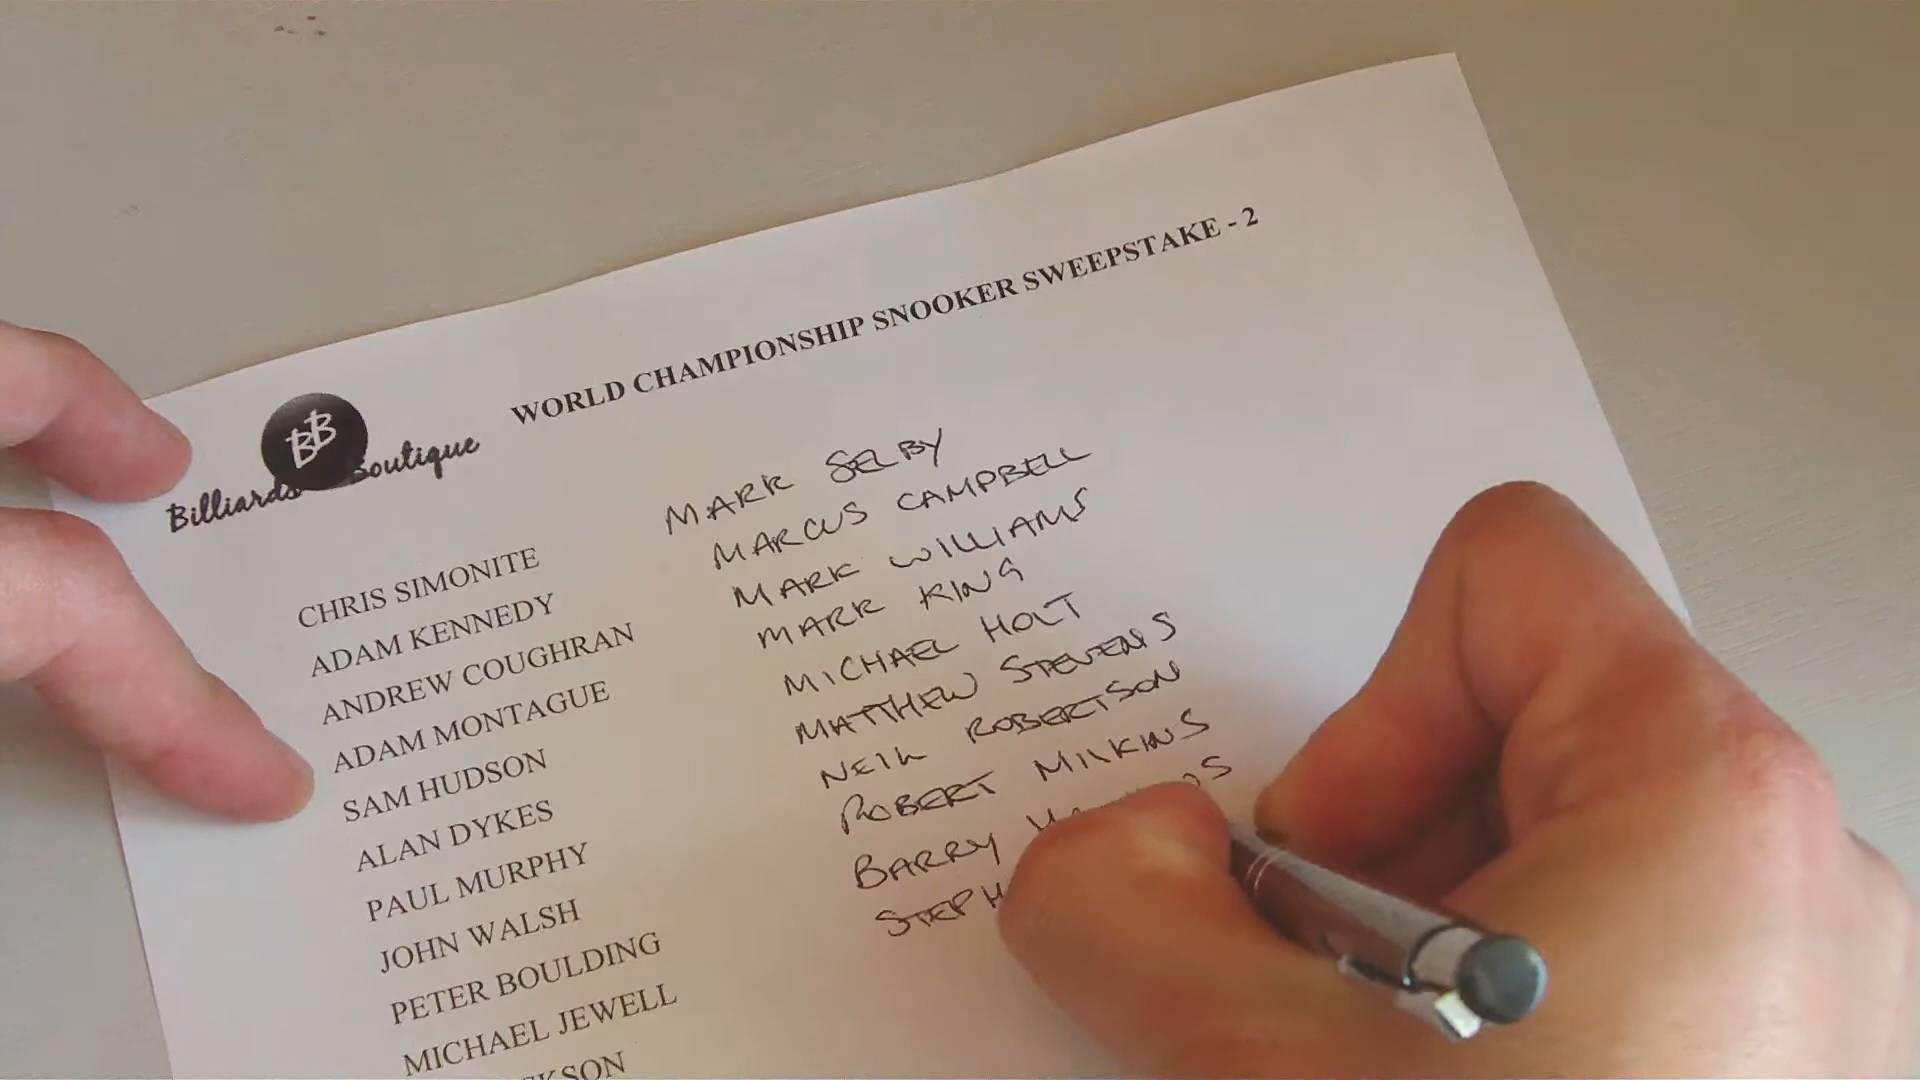 WORLD CHAMPIONSHIP SNOOKER SWEEPSTAKE - 2
BB
Billiards Boutique
CHRIS SIMONITE MARK SELBY
ADAM KENNEDY MARCUS CAMPBELL
ANDREW COUGHRAN MARK WILLIAMS
ADAM MONTAGUE MARK KING
SAM HUDSON MICHAEL HOLT
ALAN DYKES MATTHEW STEVENS
PAUL MURPHY NEIL ROBERTSON
JOHN WALSH ROBERT MILKINS
PETER BOULDING BARRY
MICHAEL JEWELL STEPH